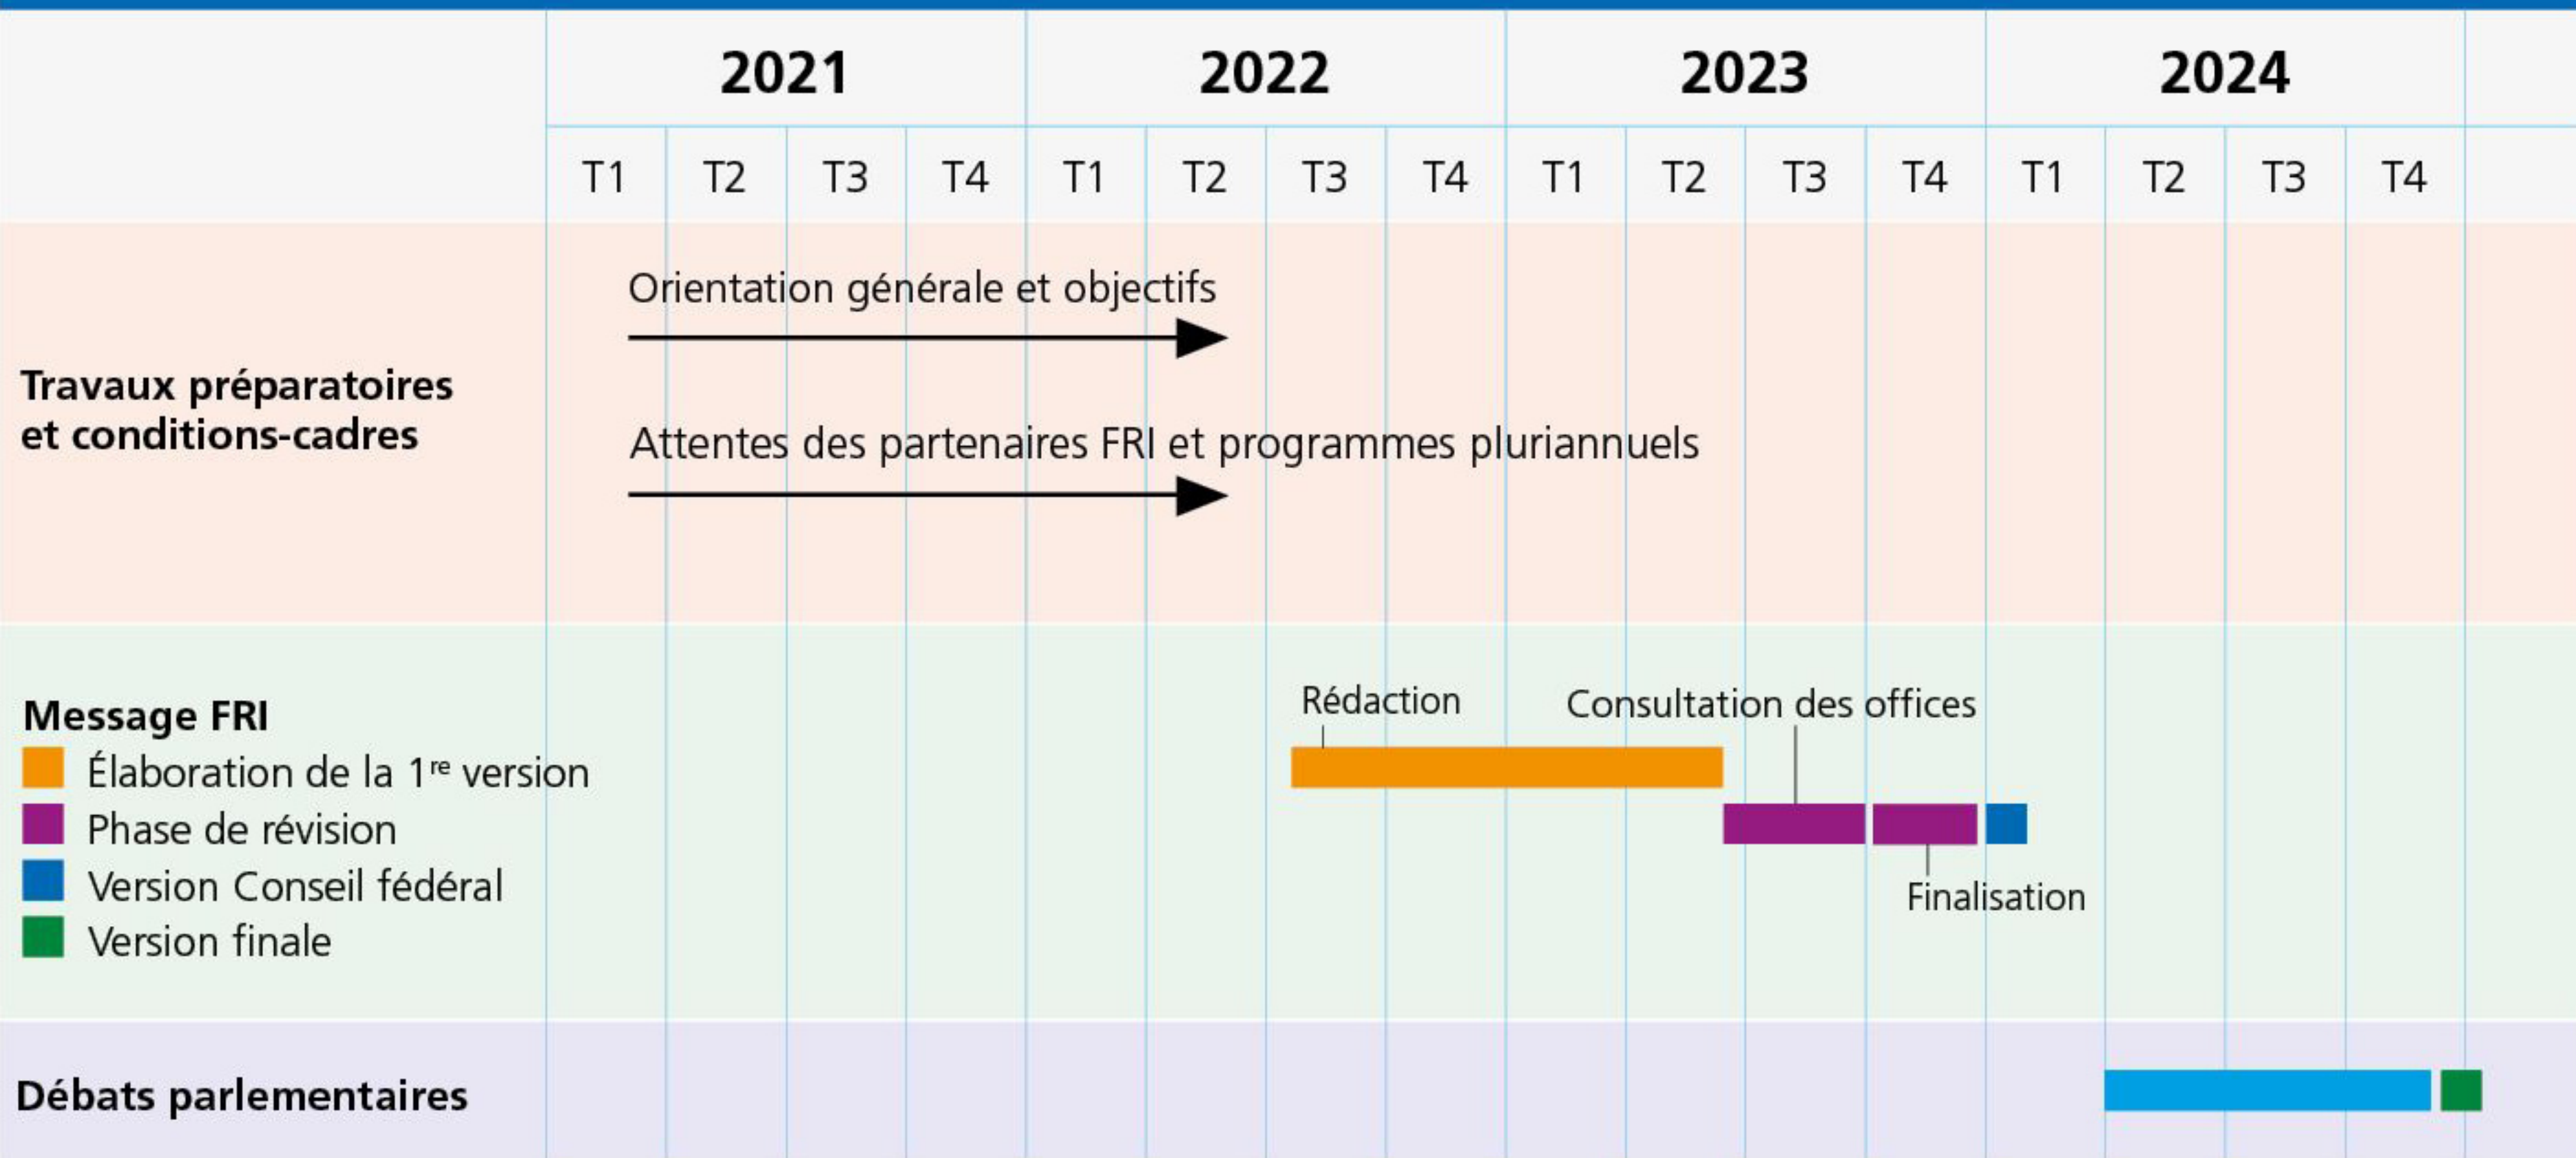 2021 2022 2023 2024
T1 T2 T3 T4 T1 T2 T3 T4 T1 T2 T3 T4 T1 T2 T3 T4
Travaux préparatoires
et conditions-cadres
Orientation générale et objectifs
Attentes des partenaires FRI et programmes pluriannuels
Message FRI
Élaboration de la 1re version
Phase de révision
Version Conseil fédéral
Version finale
Rédaction
Consultation des offices
Finalisation
Débats parlementaires